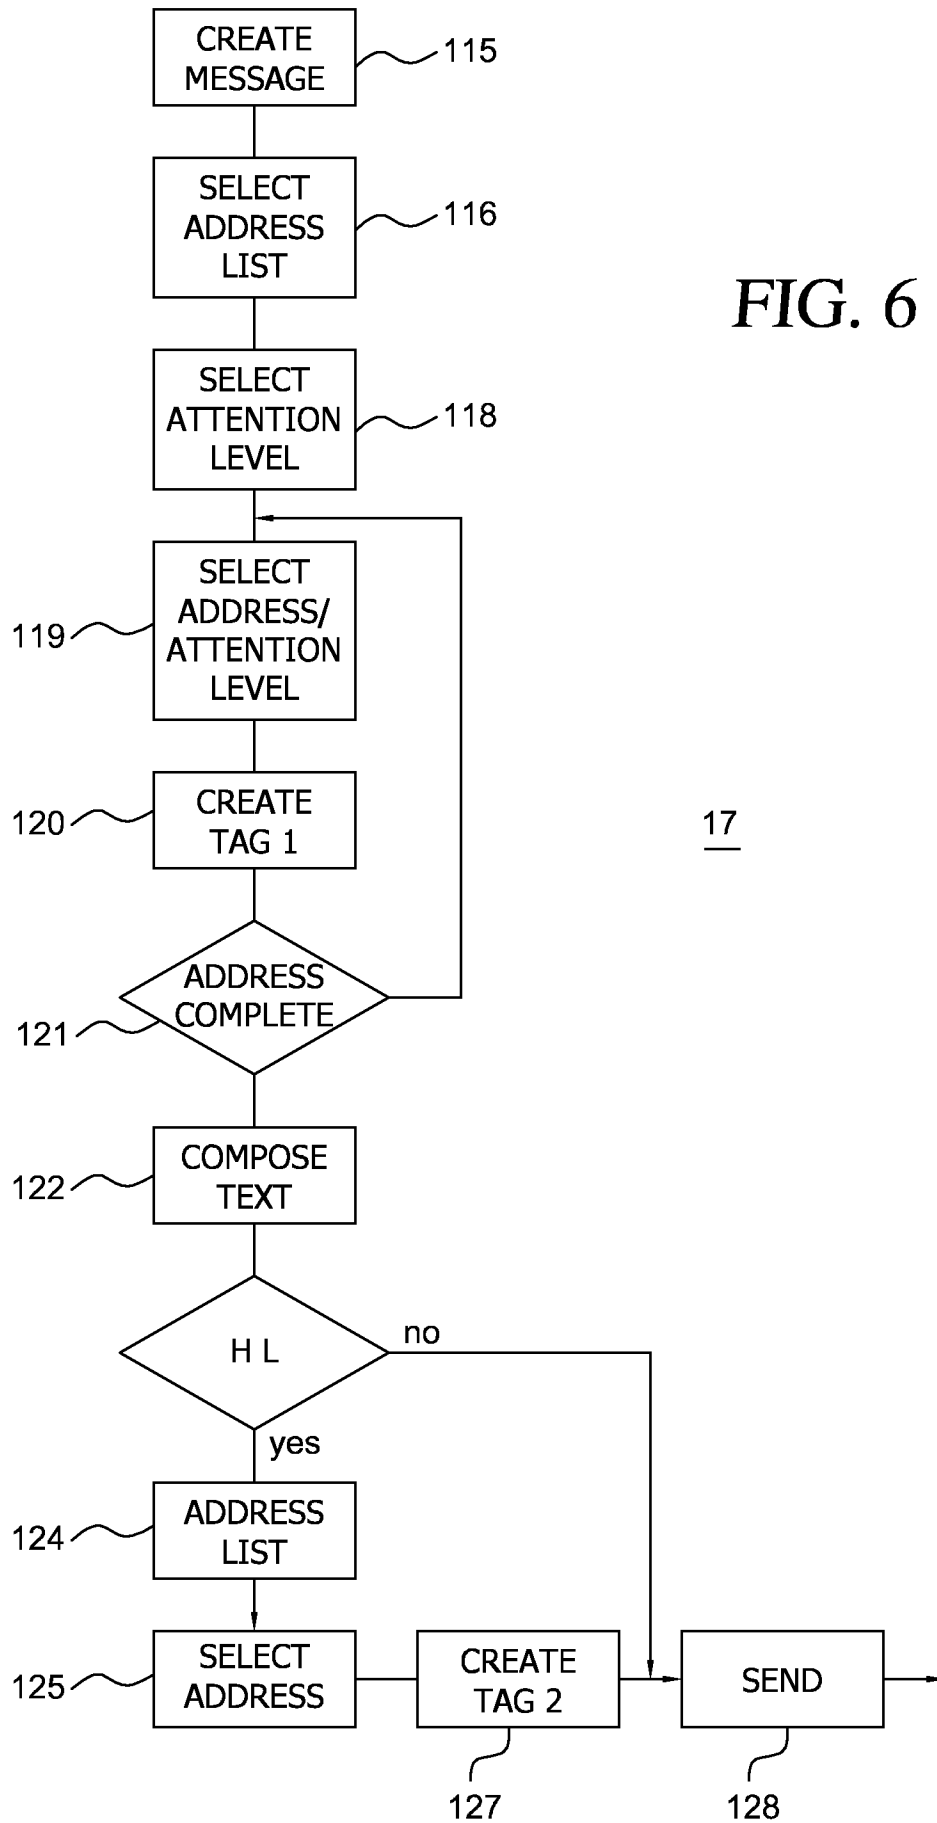 CREATE
MESSAGE
115
SELECT
ADDRESS
LIST
116
FIG. 6
SELECT
ATTENTION
LEVEL
118
SELECT
ADDRESS/
ATTENTION
LEVEL
119
CREATE
TAG 1
120
17
ADDRESS
COMPLETE
121
COMPOSE
TEXT
122
H L
no
yes
ADDRESS
LIST
124
SELECT
ADDRESS
125
CREATE
TAG 2
127
SEND
128